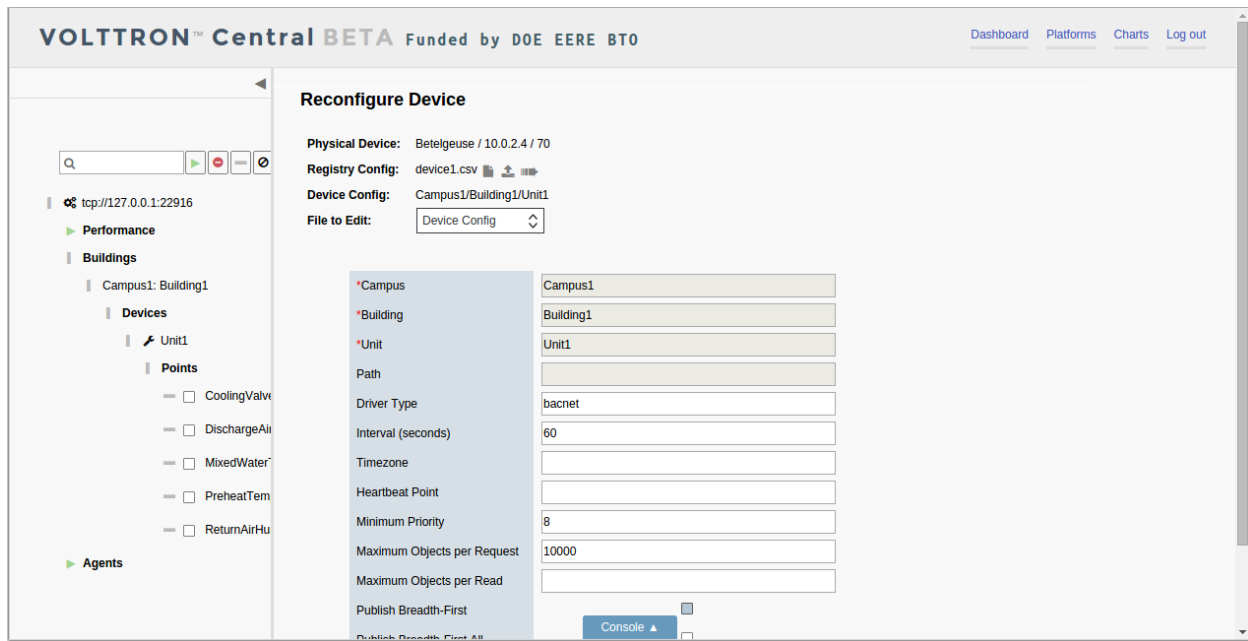 VOLTTRON™ Central BETA Funded by DOE EERE BTO
Dashboard Platforms Charts Log out
Reconfigure Device
Physical Device: Betelgeuse / 10.0.2.4 / 70
Registry Config: device1.csv
Device Config: Campus1/Building1/Unit1
File to Edit: Device Config
tcp://127.0.0.1:22916
Performance
Buildings
Campus1: Building1
Devices
Unit1
Points
CoolingValve
DischargeAir
MixedWaterT
PreheatTem
ReturnAirHu
Agents
*Campus Campus1
*Building Building1
*Unit Unit1
Path
Driver Type bacnet
Interval (seconds) 60
Timezone
Heartbeat Point
Minimum Priority 8
Maximum Objects per Request 10000
Maximum Objects per Read
Publish Breadth-First
Console ▲
Publish Breadth-First All